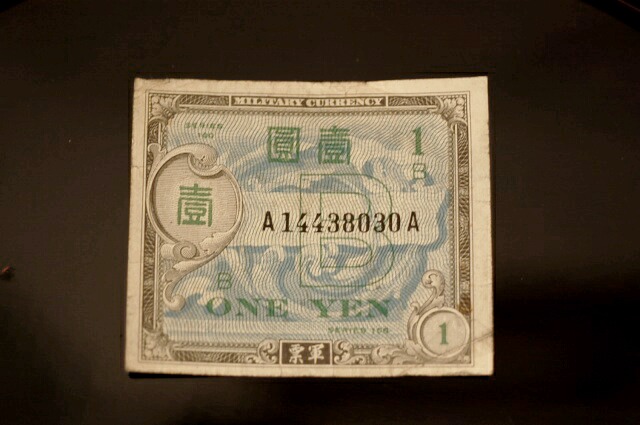 MILITARY CURRENCY
SERIES
100
圓 壹 1
B
壹
A14438030A
B
B
ONE YEN
SERIES 100
1
票軍